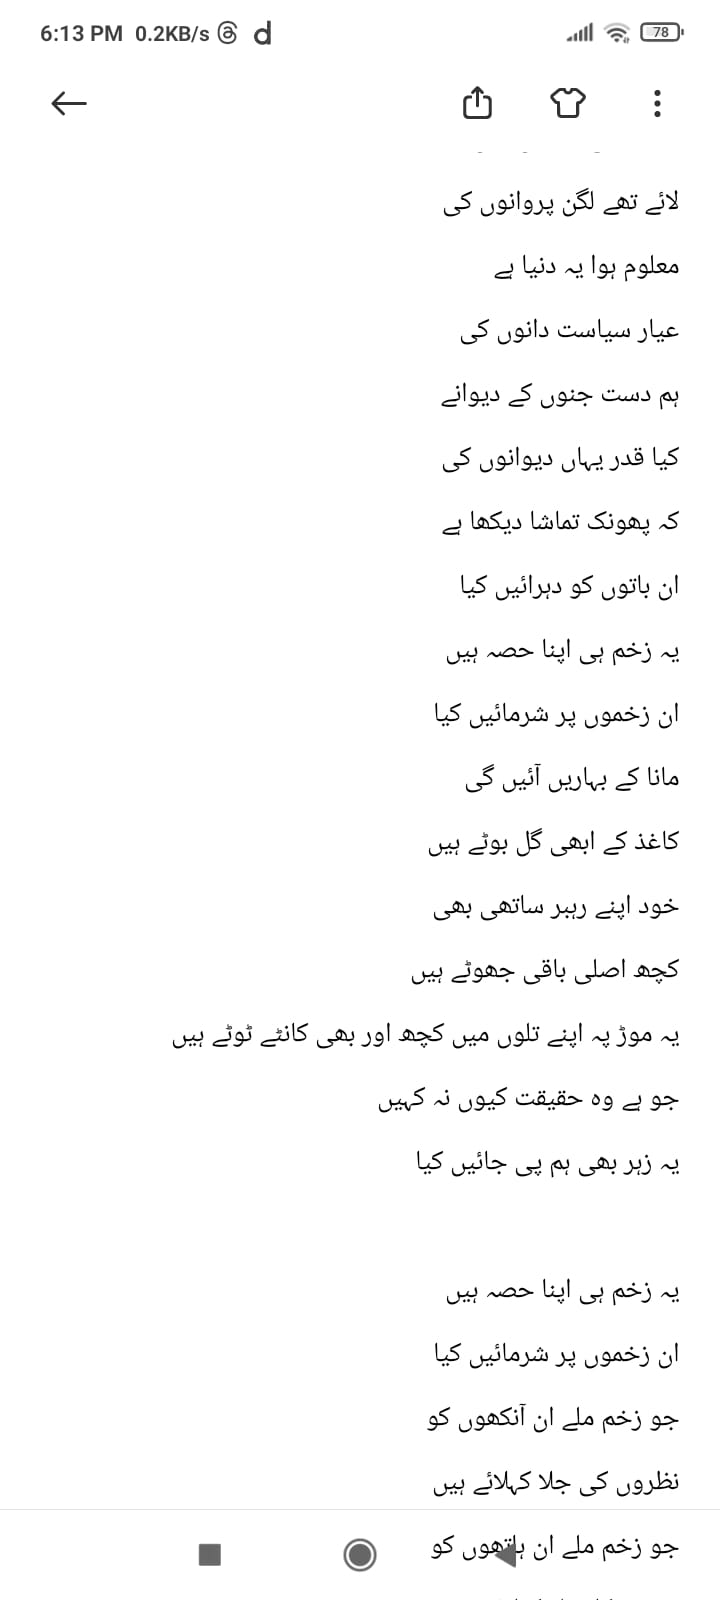 6:13 PM 0.2KB/s
78
لائے تھے لگن پروانوں کی
معلوم ہوا یہ دنیا ہے
عیار سیاست دانوں کی
ہم دست جنوں کے دیوانے
کیا قدر یہاں دیوانوں کی
کہ پھونک تماشا دیکھا ہے
ان باتوں کو دہرائیں کیا
یہ زخم ہی اپنا حصہ ہیں
ان زخموں پر شرمائیں کیا
مانا کے بہاریں آئیں گی
کاغذ کے ابھی گل بوٹے ہیں
خود اپنے رہبر ساتھی بھی
کچھ اصلی باقی جھوٹے ہیں
یہ موڑ پہ اپنے تلوں میں کچھ اور بھی کانٹے ٹوٹے ہیں
جو ہے وہ حقیقت کیوں نہ کہیں
یہ زہر بھی ہم پی جائیں کیا
یہ زخم ہی اپنا حصہ ہیں
ان زخموں پر شرمائیں کیا
جو زخم ملے ان آنکھوں کو
نظروں کی جلا کہلائے ہیں
جو زخم ملے ان ہاتھوں کو